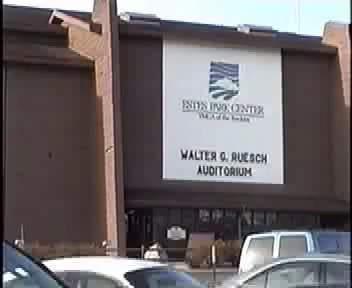 ESTES PARK CENTER
YMCA of the Rockies
WALTER G. RUESCH
AUDITORIUM